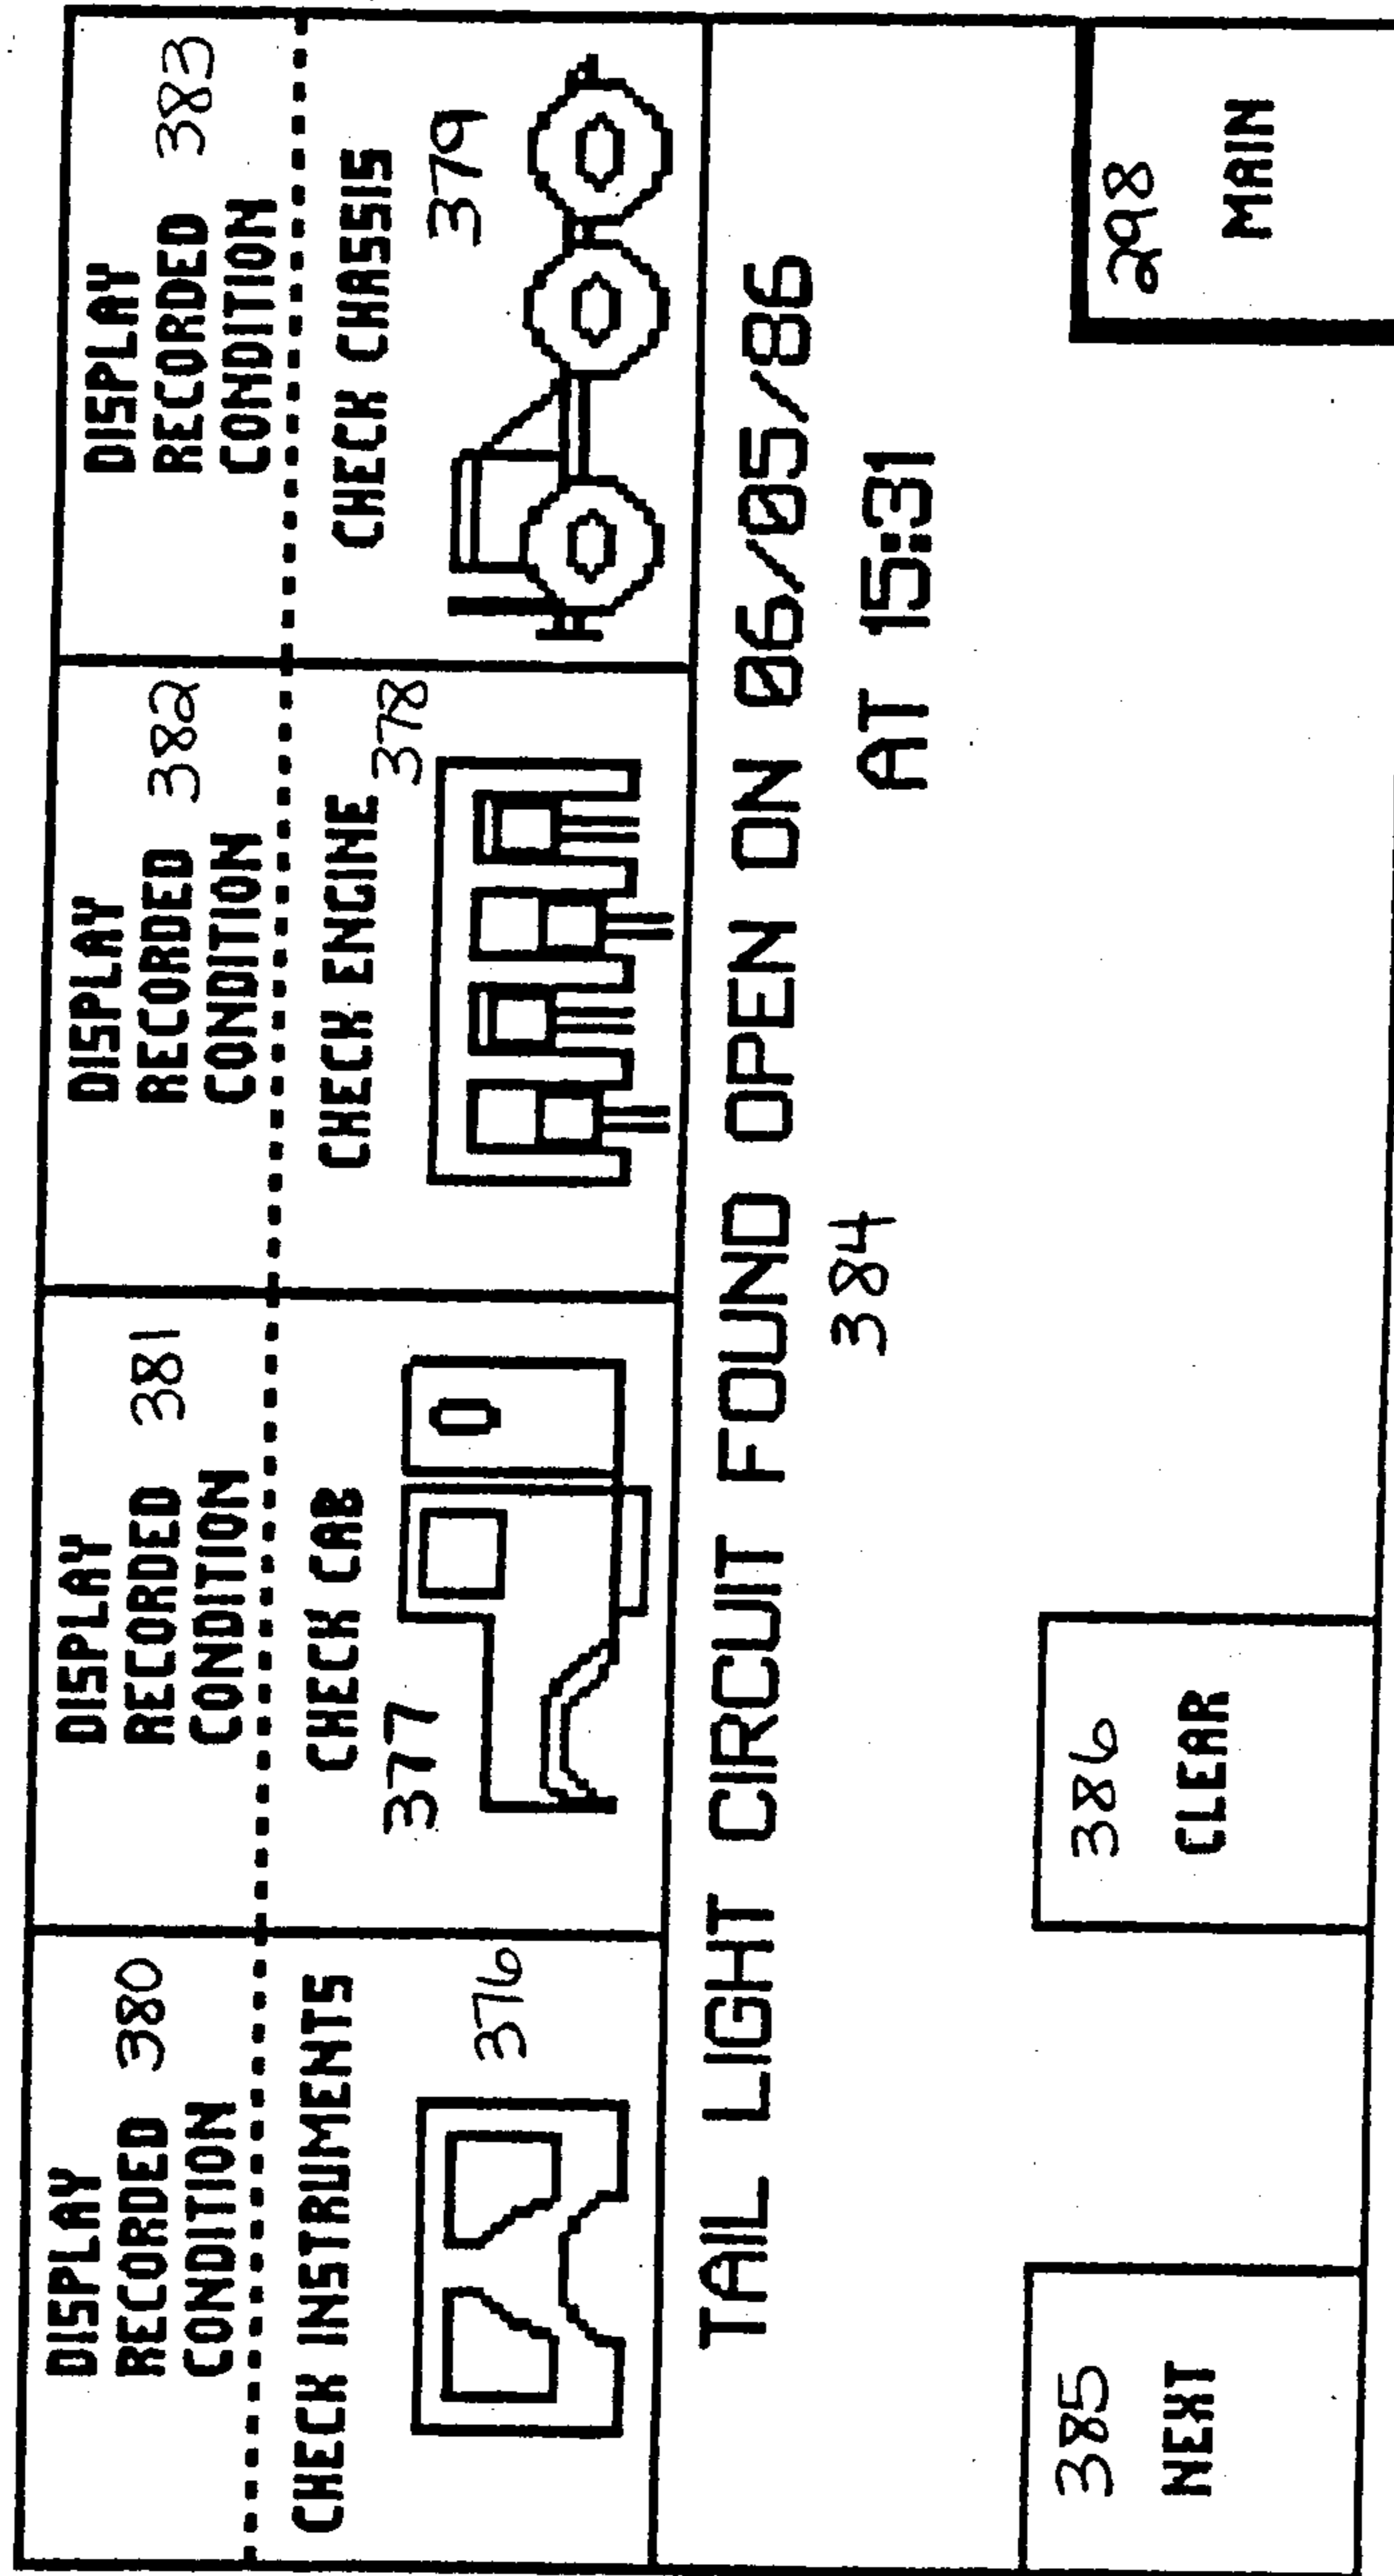 DISPLAY
RECORDED 380
CONDITION
CHECK INSTRUMENTS
376
DISPLAY
RECORDED 381
CONDITION
CHECK CAB
377
DISPLAY
RECORDED 382
CONDITION
CHECK ENGINE
378
DISPLAY
RECORDED 383
CONDITION
CHECK CHASSIS
379
TAIL LIGHT CIRCUIT FOUND OPEN ON 06/05/86
384 AT 15:31
385
NEXT
386
CLEAR
298
MAIN